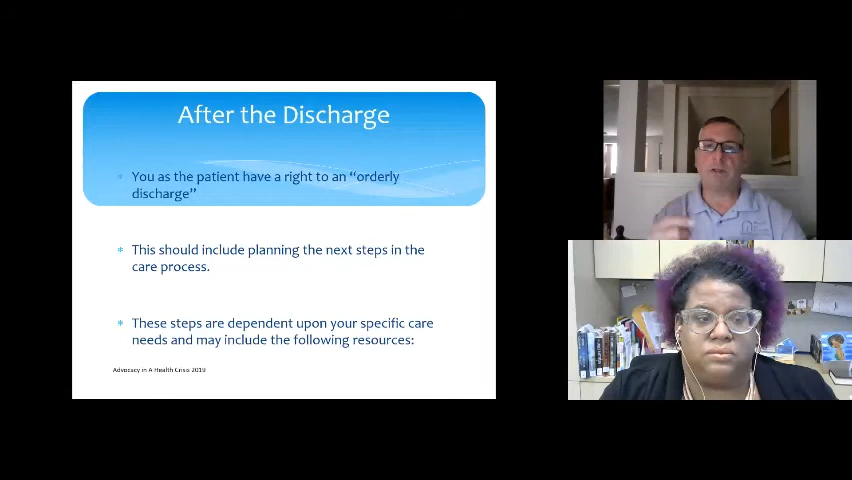 After the Discharge
You as the patient have a right to an “orderly
discharge”
This should include planning the next steps in the
care process.
These steps are dependent upon your specific care
needs and may include the following resources:
Advocacy in A Health Crisis 2019